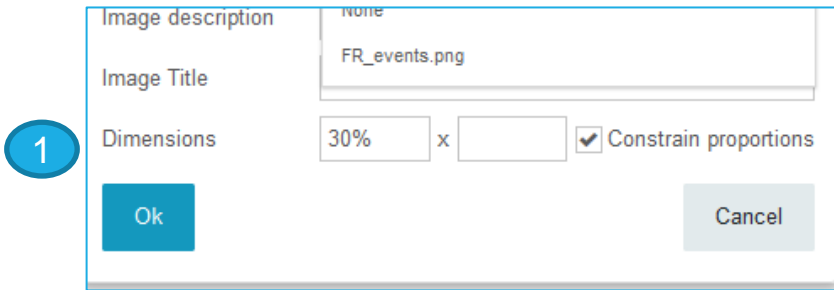 Image description
None
FR_events.png
Image Title
1
Dimensions 30% x Constrain proportions
Ok Cancel